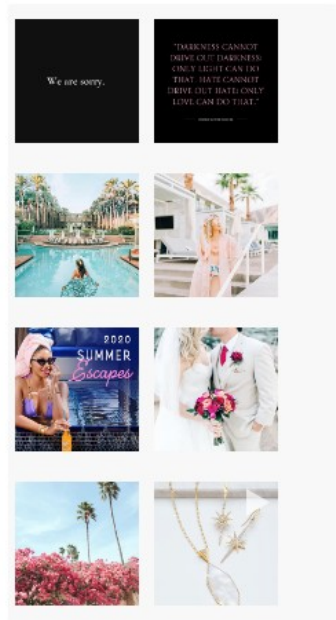 We are sorry.
"DARKNESS CANNOT
DRIVE OUT DARKNESS:
ONLY LIGHT CAN DO
THAT. HATE CANNOT
DRIVE OUT HATE; ONLY
LOVE CAN DO THAT."
2020
SUMMER
Escapes